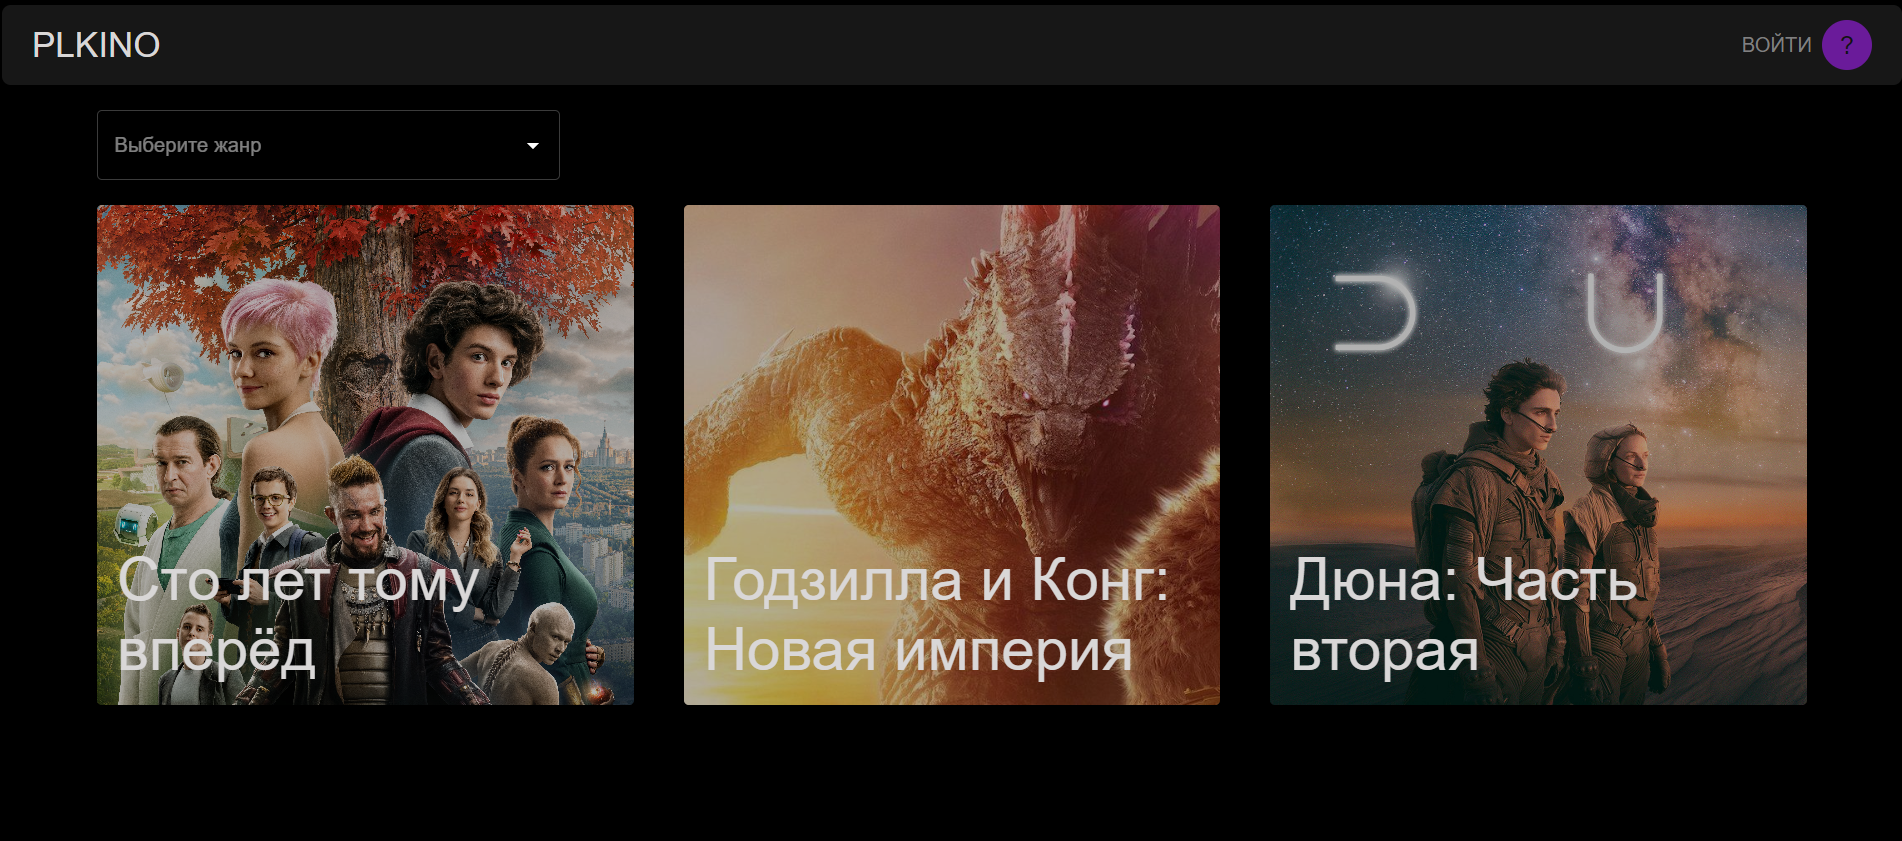 PLKINO
ВОЙТИ ?
Выберите жанр
Сто лет тому
вперёд
Годзилла и Конг:
Новая империя
Дюна: Часть
вторая